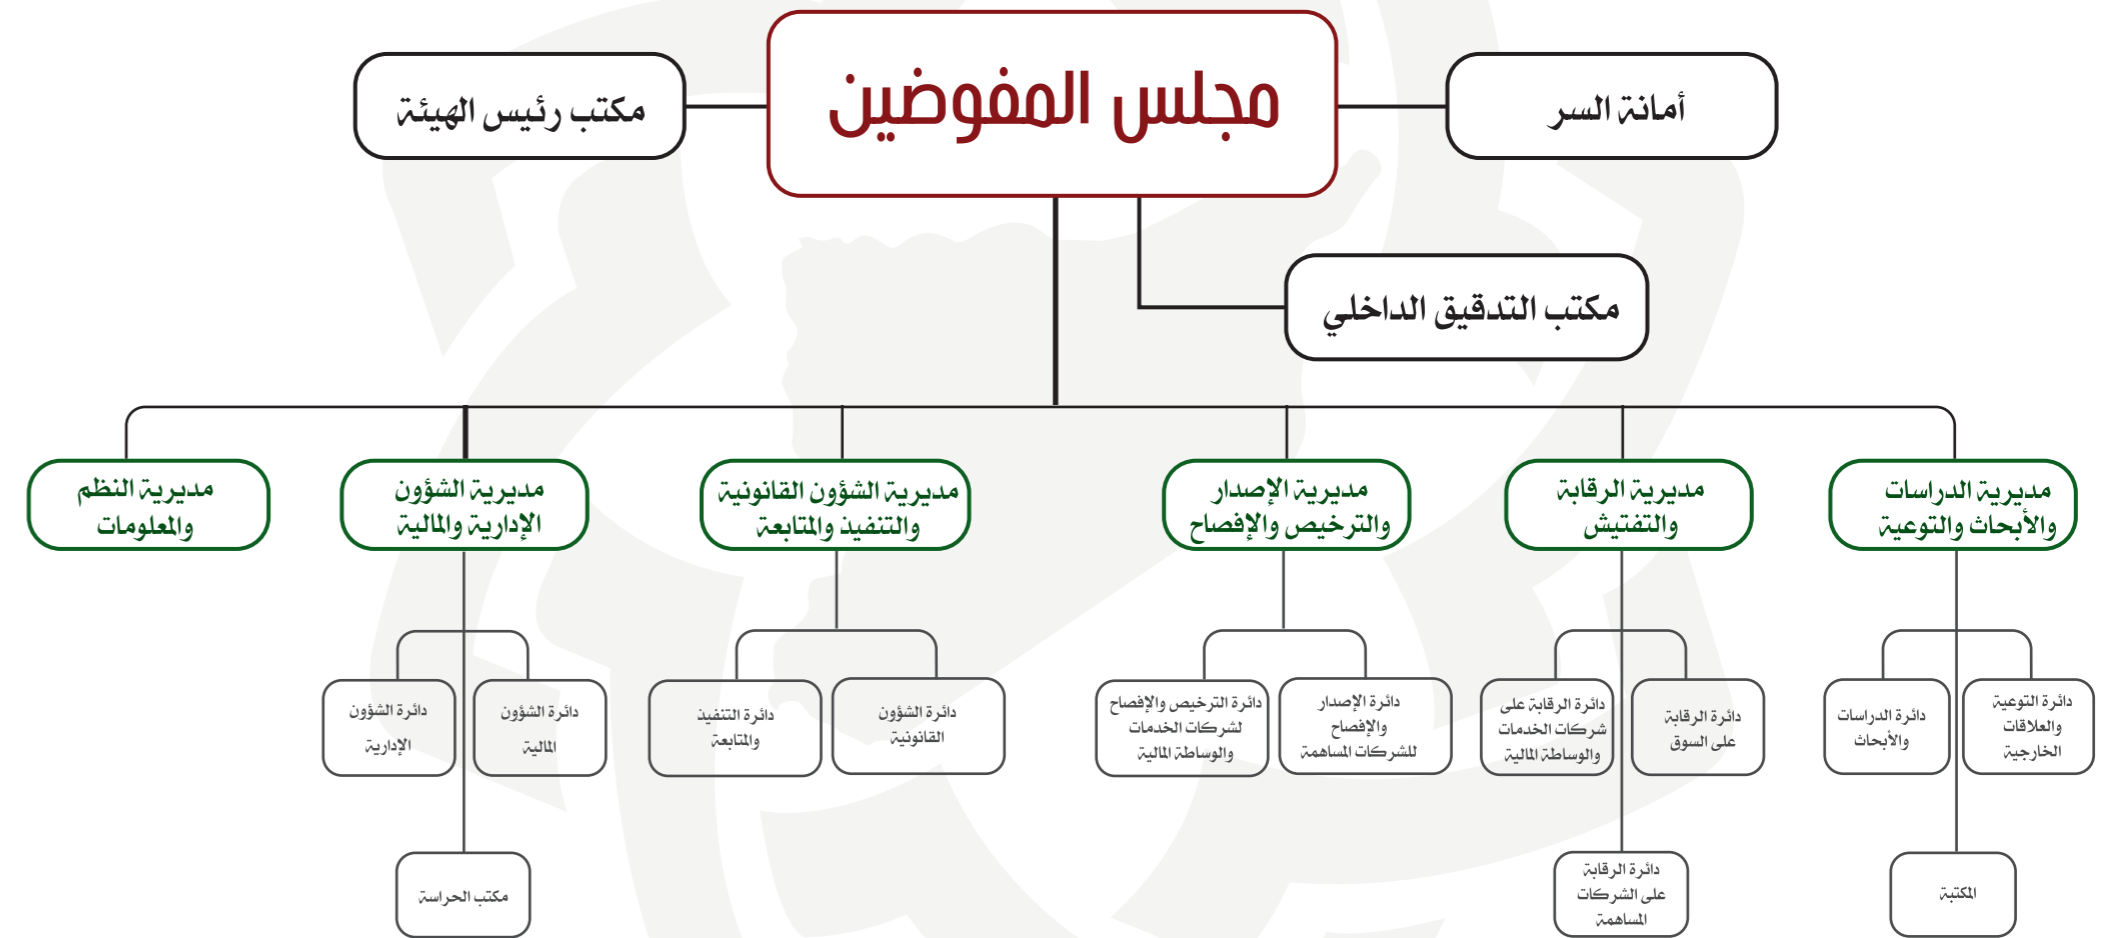 مجلس المفوضين
أمانة السر
مكتب رئيس الهيئة
مكتب التدقيق الداخلي
مديرية الدراسات
والأبحاث والتوعية
مديرية الرقابة
والتفتيش
مديرية الإصدار
والترخيص والإفصاح
مديرية الشؤون القانونية
والتنفيذ والمتابعة
مديرية الشؤون
الإدارية والمالية
مديرية النظم
والمعلومات
دائرة التوعية
والعلاقات
الخارجية
دائرة الدراسات
والأبحاث
المكتبة
دائرة الرقابة
على السوق
دائرة الرقابة على
شركات الخدمات
والوساطة المالية
دائرة الرقابة
على الشركات
المساهمة
دائرة الإصدار
والإفصاح
للشركات المساهمة
دائرة الترخيص والإفصاح
لشركات الخدمات
والوساطة المالية
دائرة الشؤون
القانونية
دائرة التنفيذ
والمتابعة
دائرة الشؤون
المالية
دائرة الشؤون
الإدارية
مكتب الحراسة